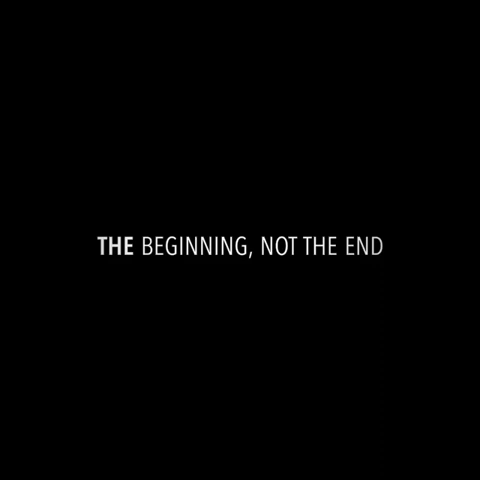 THE BEGINNING, NOT THE END